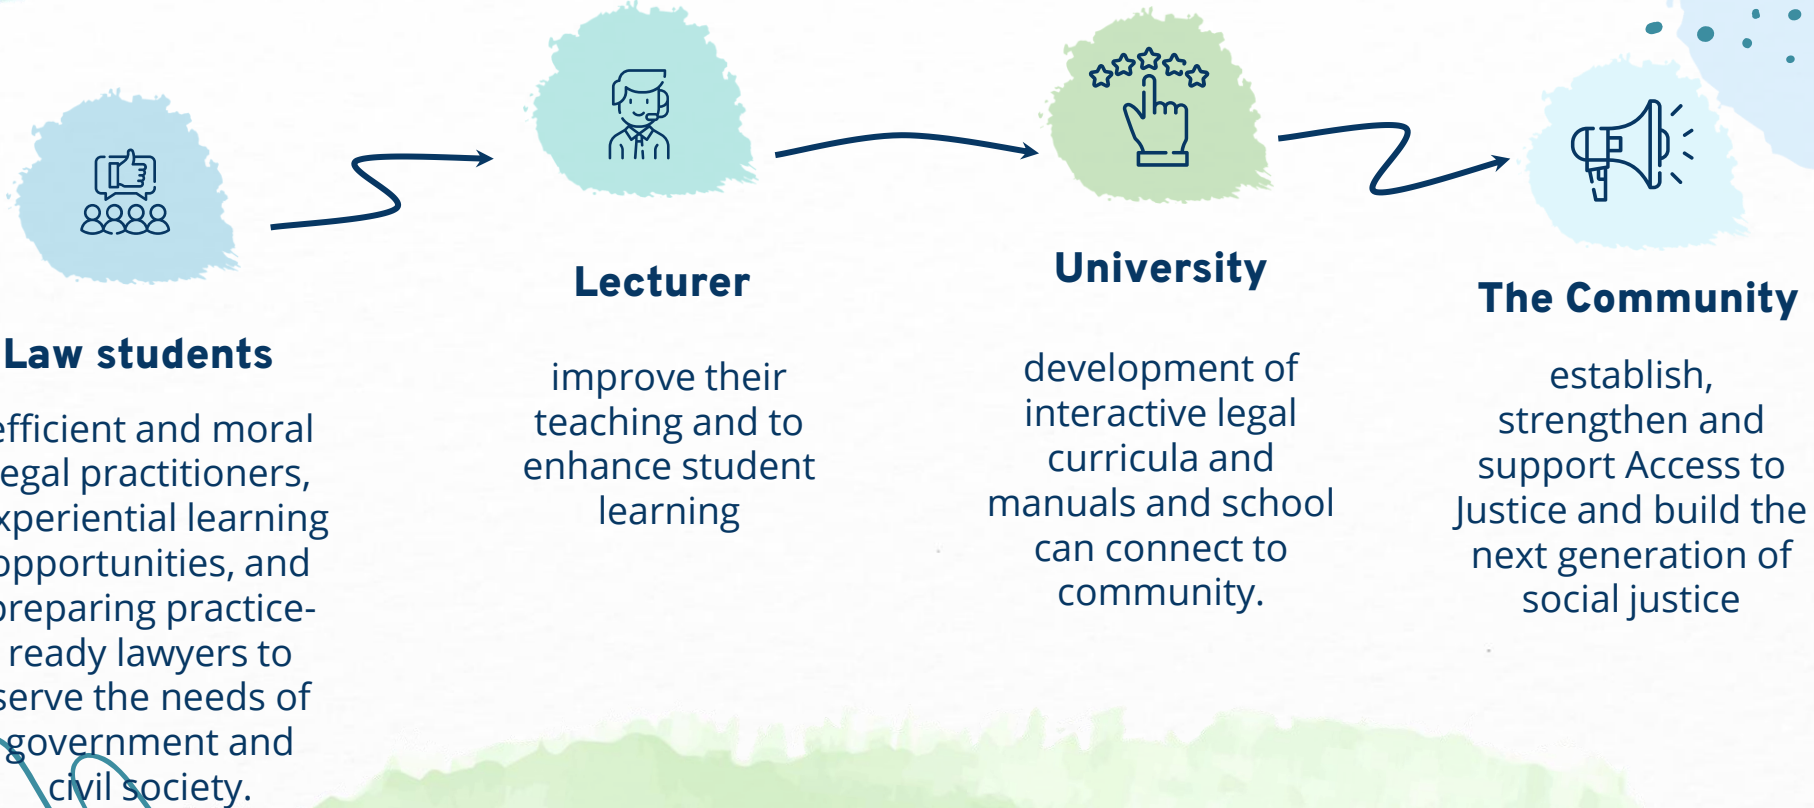 Law students
efficient and moral
legal practitioners,
experiential learning
opportunities, and
preparing practice-
ready lawyers to
serve the needs of
government and
civil society.
Lecturer
improve their
teaching and to
enhance student
learning
University
development of
interactive legal
curricula and
manuals and school
can connect to
community.
The Community
establish,
strengthen and
support Access to
Justice and build the
next generation of
social justice